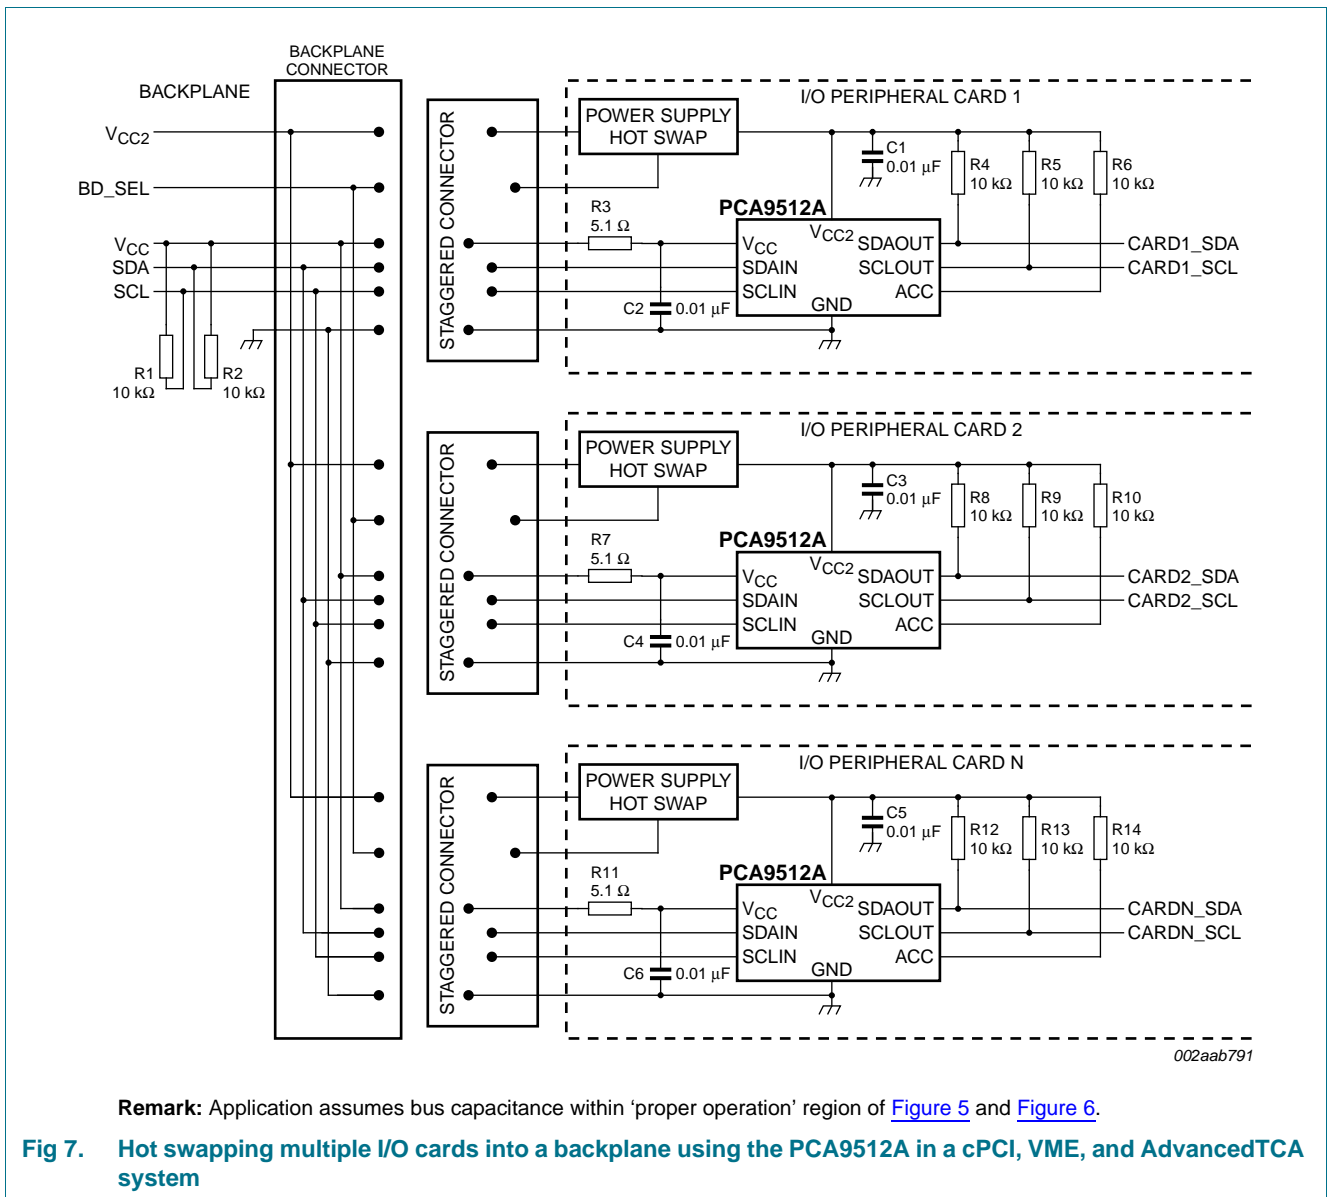 BACKPLANE
CONNECTOR
BACKPLANE
VCC2
BD_SEL
VCC
SDA
SCL
R1
10 kΩ
R2
10 kΩ
STAGGERED CONNECTOR
I/O PERIPHERAL CARD 1
POWER SUPPLY
HOT SWAP
C1
0.01 μF
R4
10 kΩ
R5
10 kΩ
R6
10 kΩ
R3
5.1 Ω
PCA9512A
VCC
VCC2
SDAOUT
SDAIN
SCLOUT
SCLIN
ACC
GND
C2
0.01 μF
CARD1_SDA
CARD1_SCL
STAGGERED CONNECTOR
I/O PERIPHERAL CARD 2
POWER SUPPLY
HOT SWAP
C3
0.01 μF
R8
10 kΩ
R9
10 kΩ
R10
10 kΩ
R7
5.1 Ω
PCA9512A
VCC
VCC2
SDAOUT
SDAIN
SCLOUT
SCLIN
ACC
GND
C4
0.01 μF
CARD2_SDA
CARD2_SCL
STAGGERED CONNECTOR
I/O PERIPHERAL CARD N
POWER SUPPLY
HOT SWAP
C5
0.01 μF
R12
10 kΩ
R13
10 kΩ
R14
10 kΩ
R11
5.1 Ω
PCA9512A
VCC
VCC2
SDAOUT
SDAIN
SCLOUT
SCLIN
ACC
GND
C6
0.01 μF
CARDN_SDA
CARDN_SCL
002aab791
Remark: Application assumes bus capacitance within ‘proper operation’ region of Figure 5 and Figure 6.
Fig 7. Hot swapping multiple I/O cards into a backplane using the PCA9512A in a cPCI, VME, and AdvancedTCA
system